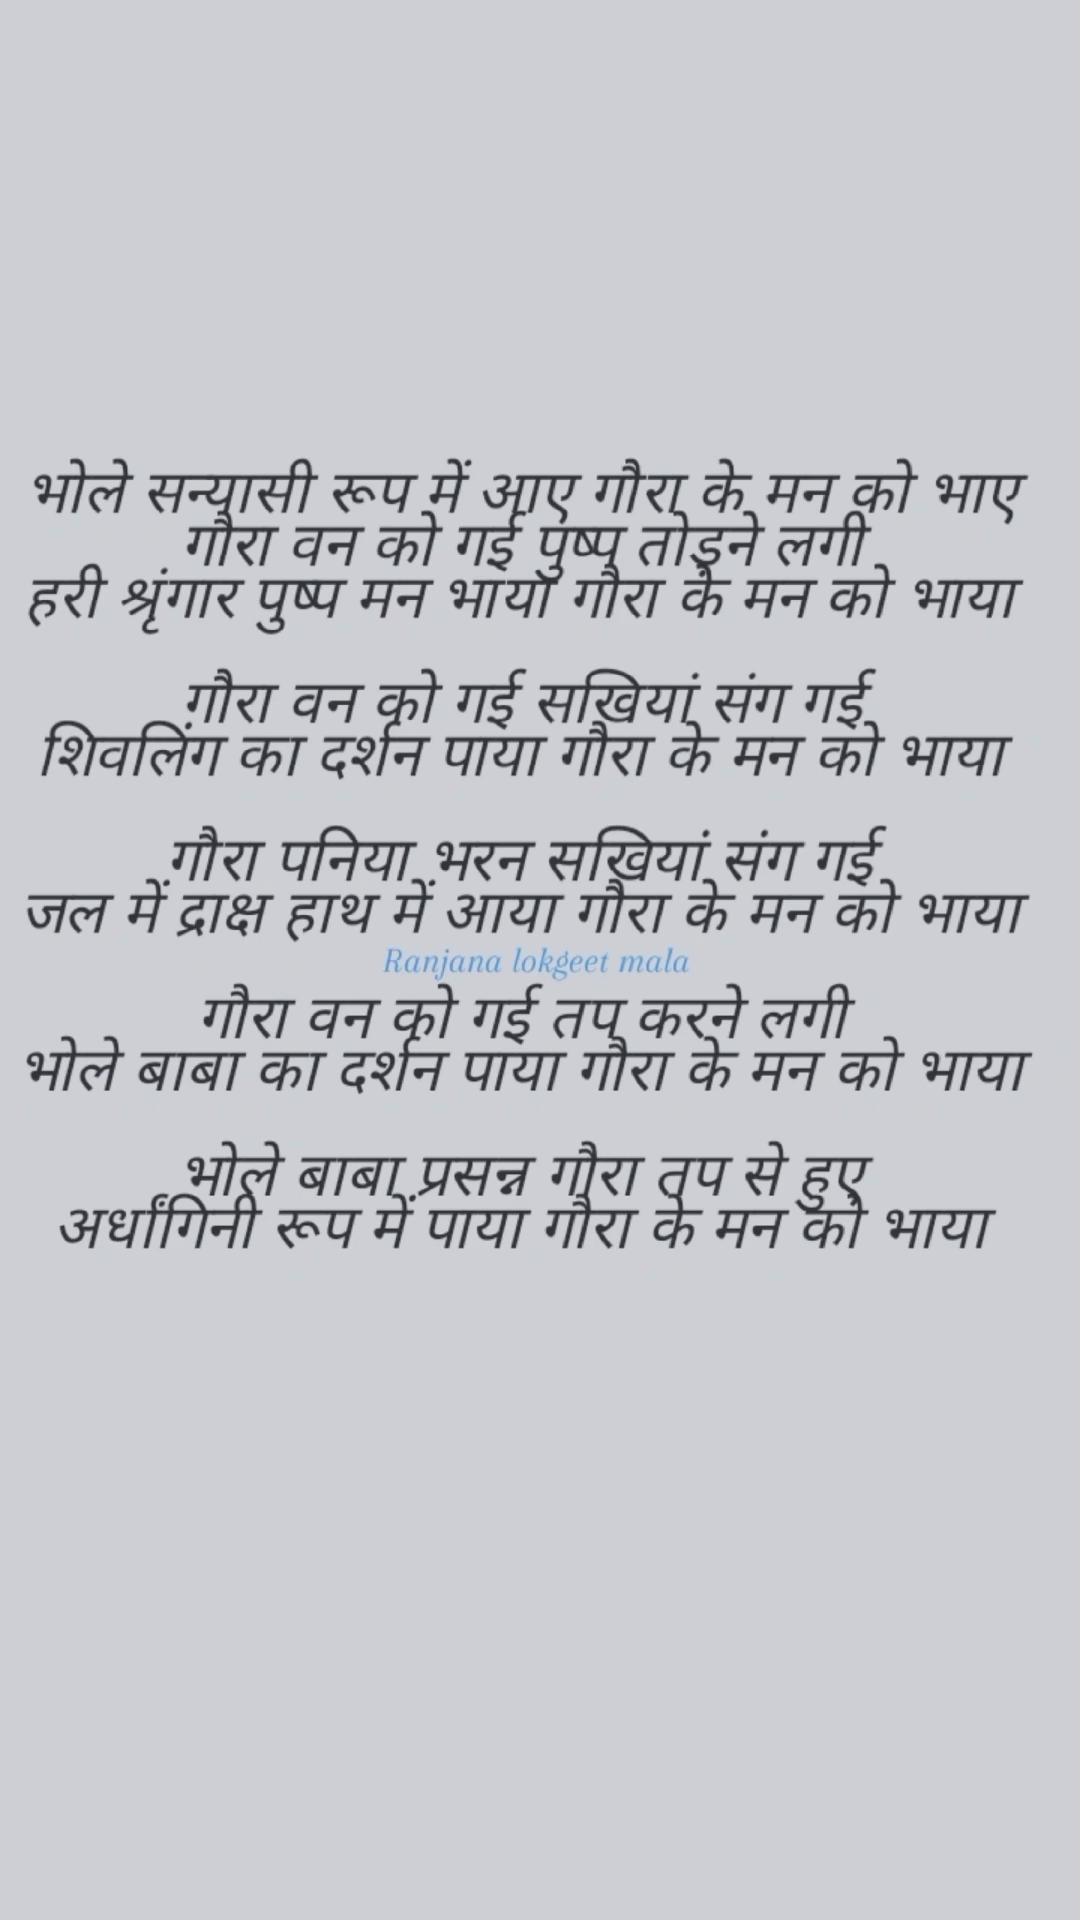 भोले सन्यासी रूप में आए गौरा के मन को भाए
गौरा वन को गई पुष्प तोड़ने लगी
हरी श्रृंगार पुष्प मन भाया गौरा के मन को भाया
गौरा वन को गई सखियां संग गई
शिवलिंग का दर्शन पाया गौरा के मन को भाया
गौरा पनिया भरन सखियां संग गई
जल में द्राक्ष हाथ में आया गौरा के मन को भाया
Ranjana lokgeet mala
गौरा वन को गई तप करने लगी
भोले बाबा का दर्शन पाया गौरा के मन को भाया
भोले बाबा प्रसन्न गौरा तप से हुए
अर्धांगिनी रूप में पाया गौरा के मन को भाया